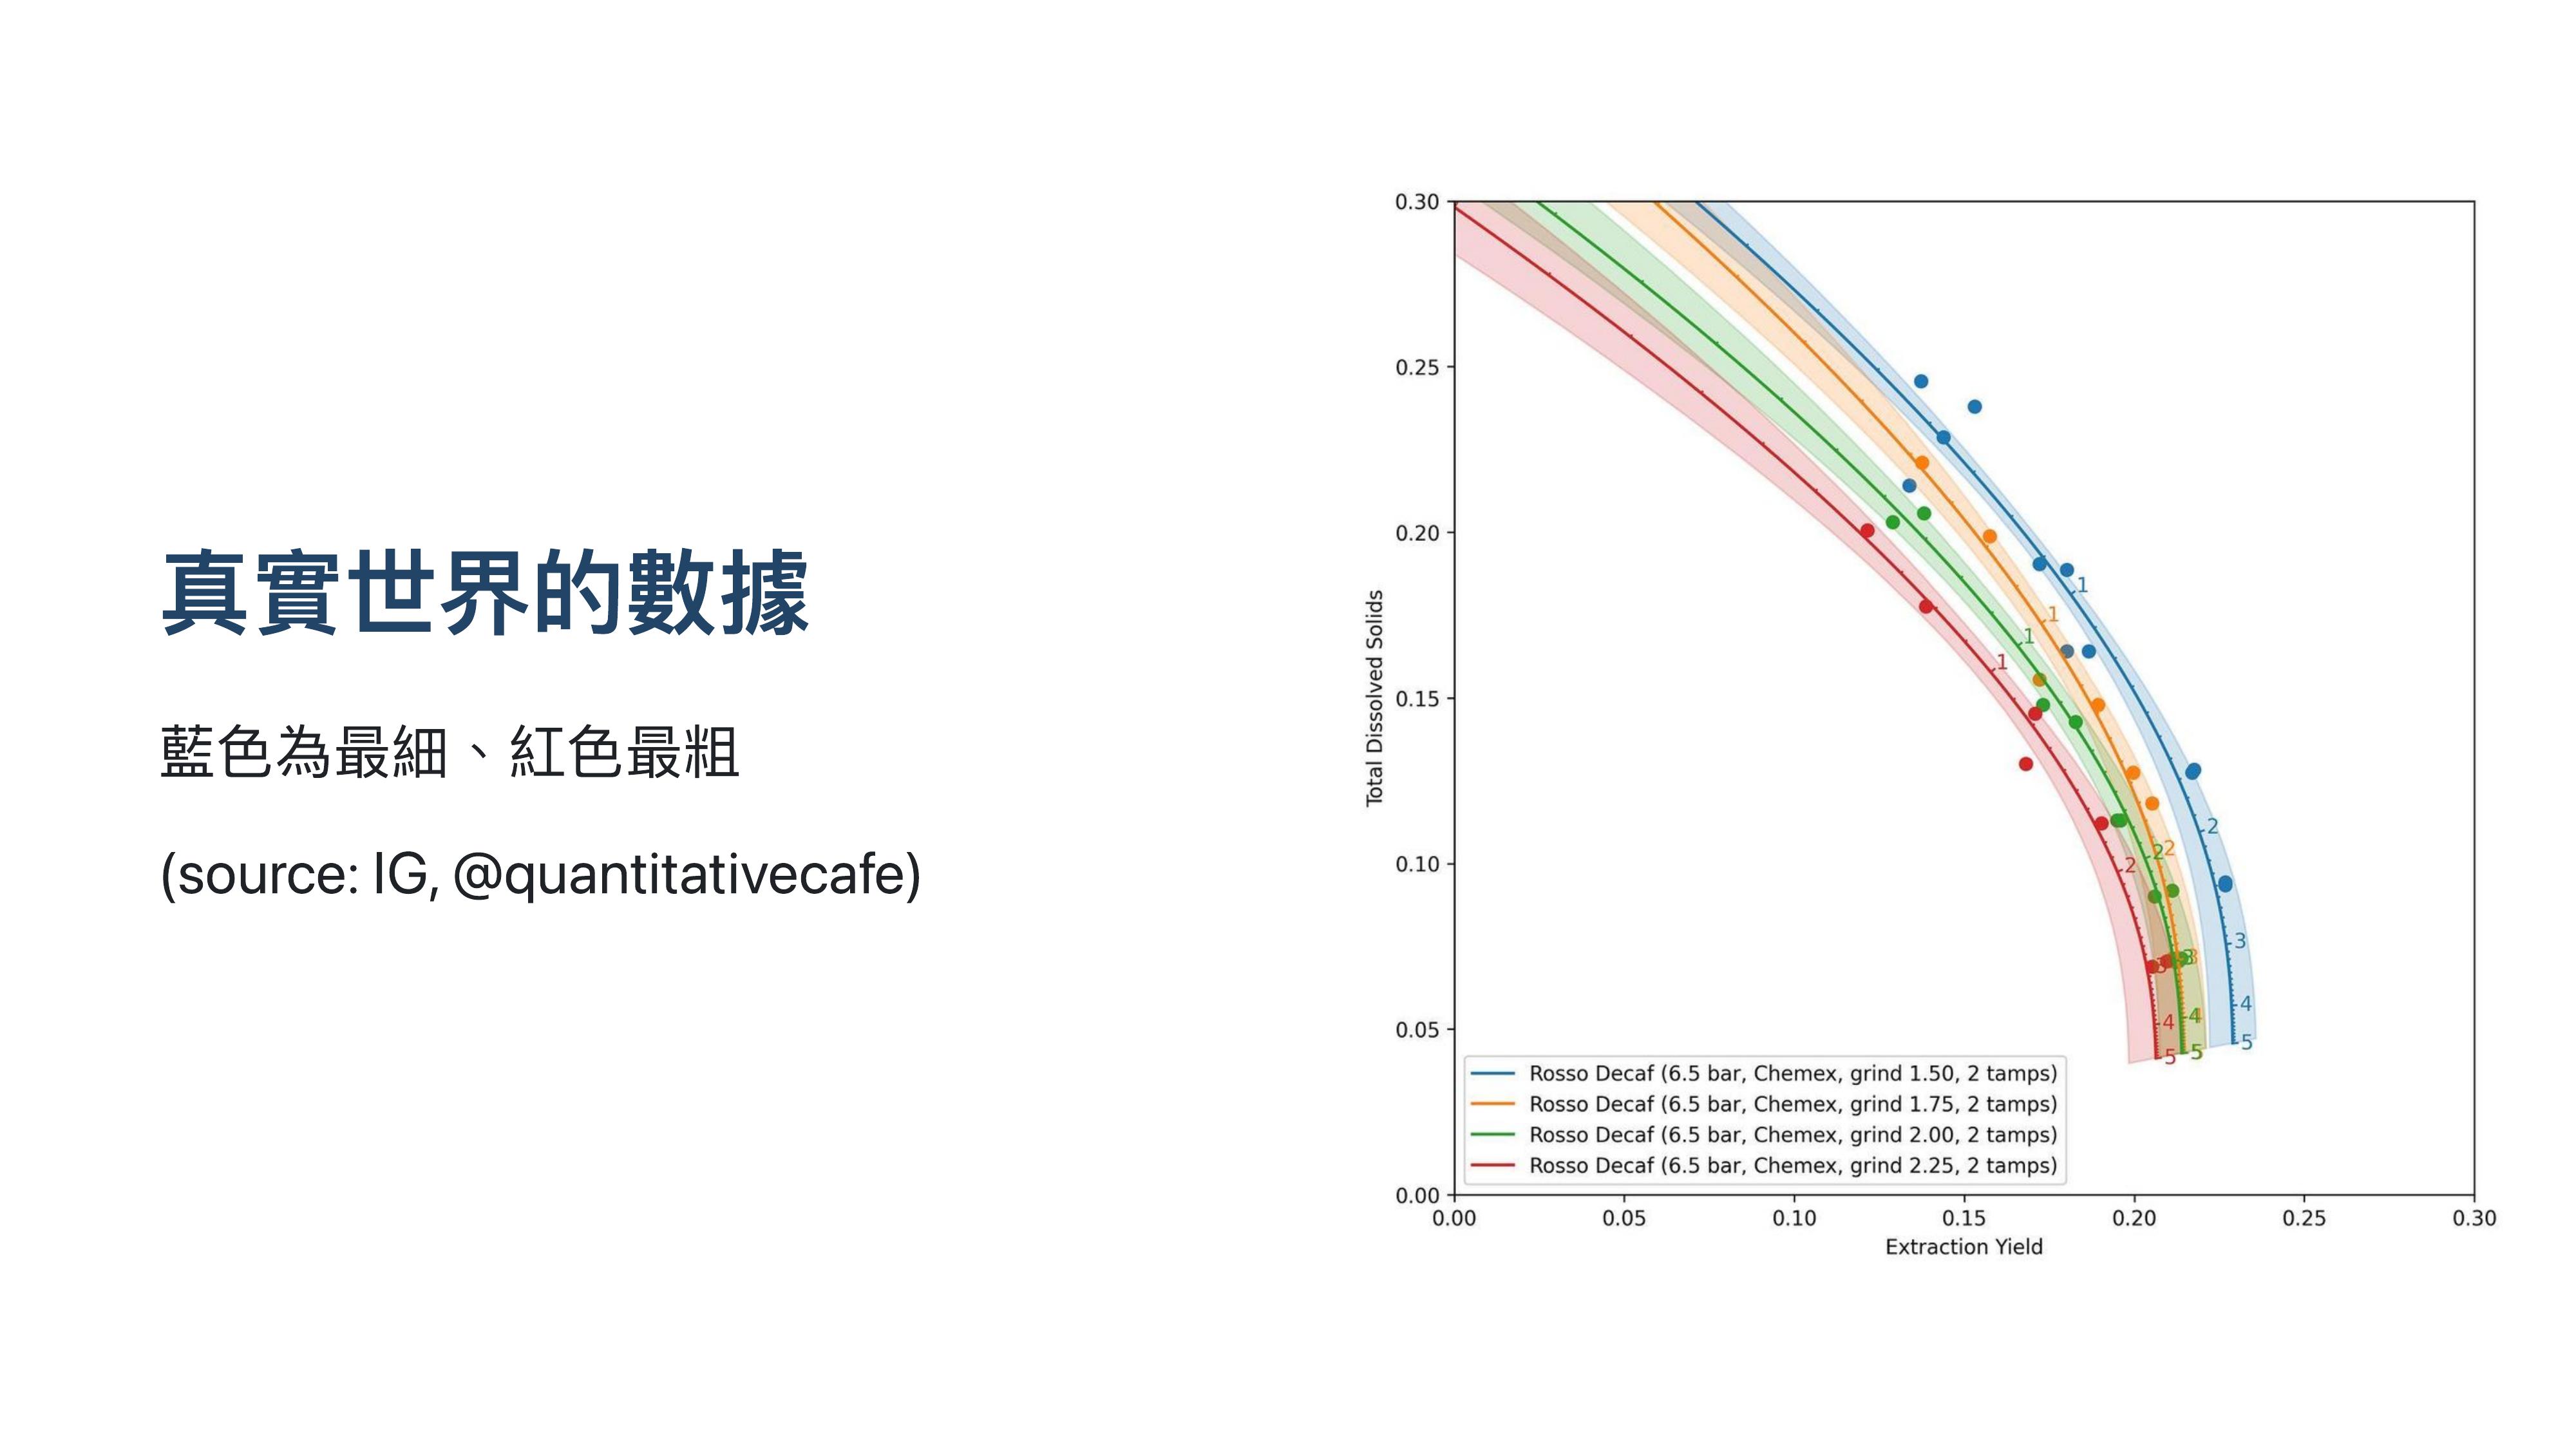 真實世界的數據
藍色為最細、紅色最粗
(source: IG, @quantitativecafe)
0.30
0.25
0.20
0.15
0.10
0.05
0.00
Total Dissolved Solids
1
1
1
1
2
2
2
2
3
3
3
3
4
4
4
5
5
5
Rosso Decaf (6.5 bar, Chemex, grind 1.50, 2 tamps)
Rosso Decaf (6.5 bar, Chemex, grind 1.75, 2 tamps)
Rosso Decaf (6.5 bar, Chemex, grind 2.00, 2 tamps)
Rosso Decaf (6.5 bar, Chemex, grind 2.25, 2 tamps)
0.00 0.05 0.10 0.15 0.20 0.25 0.30
Extraction Yield